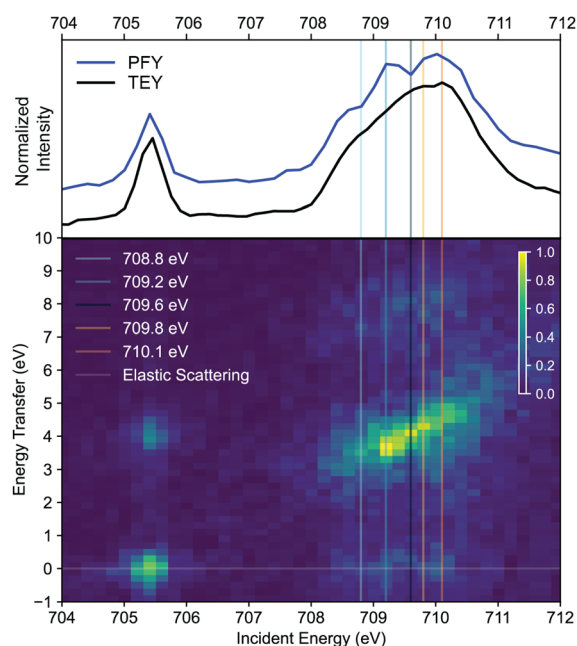 704 705 706 707 708 709 710 711 712
PFY
TEY
Normalized
Intensity
10
9
8
7
6
5
4
3
2
1
0
−1
Energy Transfer (eV)
708.8 eV
709.2 eV
709.6 eV
709.8 eV
710.1 eV
Elastic Scattering
1.0
0.8
0.6
0.4
0.2
0.0
704 705 706 707 708 709 710 711 712
Incident Energy (eV)